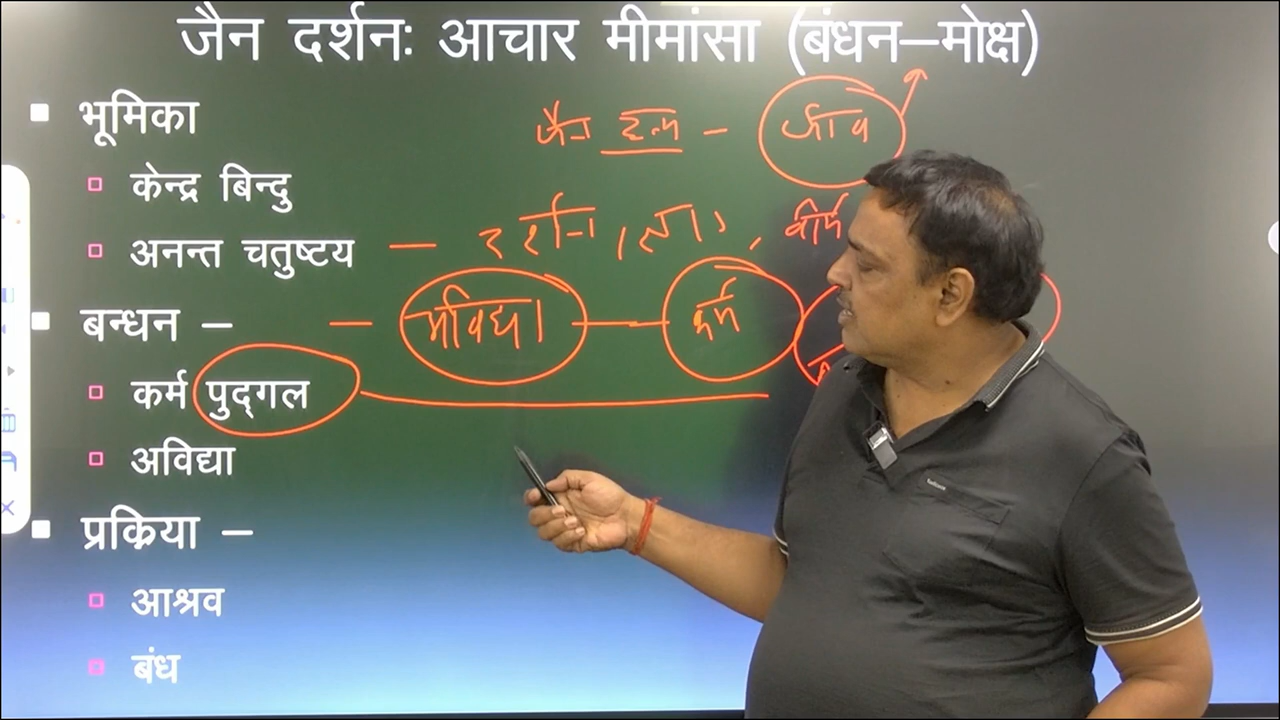 जैन दर्शनः आचार मीमांसा (बंधन–मोक्ष)
भूमिका
जैन द्रव्य – जीव
केन्द्र बिन्दु
अनन्त चतुष्टय — दर्शन, ज्ञान, वीर्य
बन्धन – — अविद्या — कर्म
कर्म पुद्गल
अविद्या
प्रक्रिया –
आश्रव
बंध